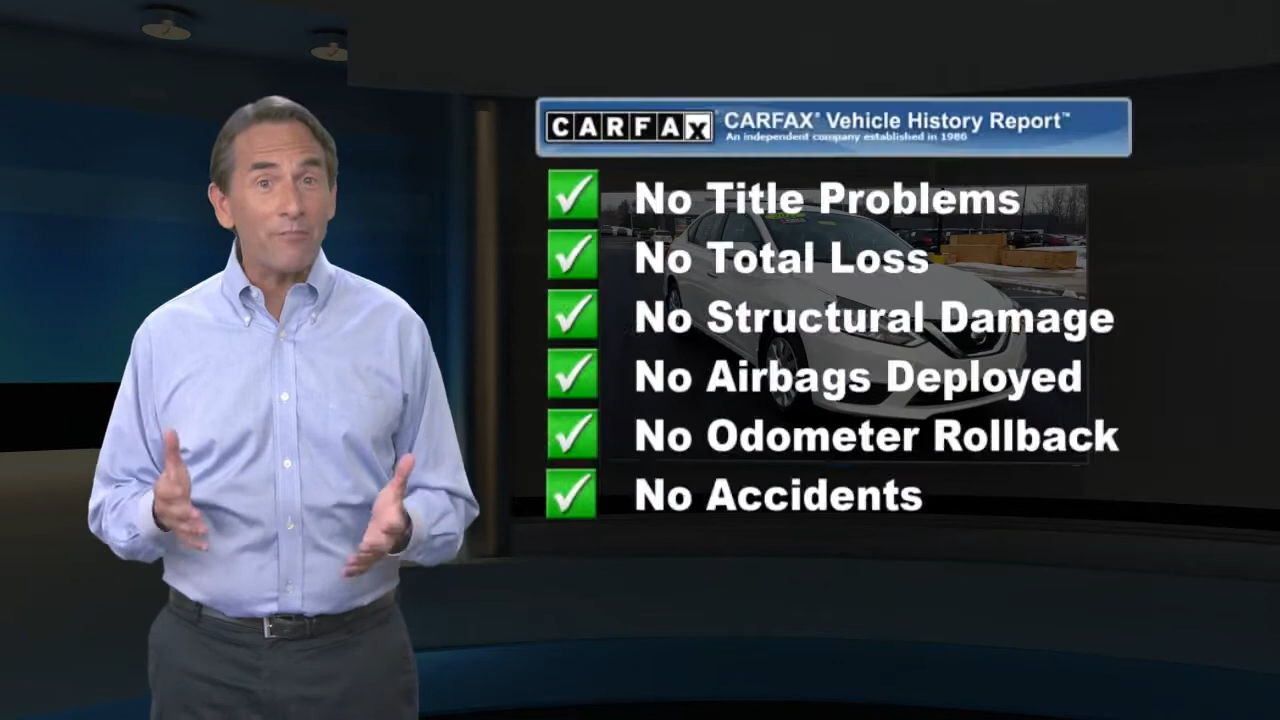 CARFAX® CARFAX® Vehicle History Report™
An independent company established in 1986
No Title Problems
No Total Loss
No Structural Damage
No Airbags Deployed
No Odometer Rollback
No Accidents